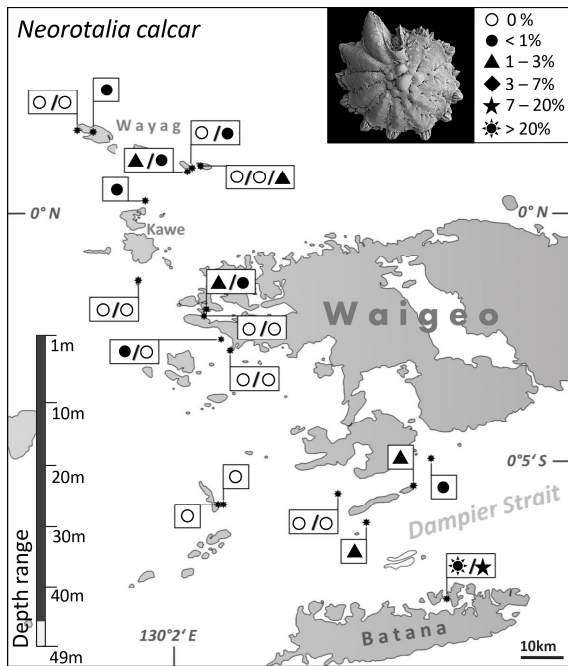 Neorotalia calcar
0 %
< 1%
1 – 3%
3 – 7%
7 – 20%
> 20%
Wayag
0° N
0° N
Kawe
Waigeo
1m
10m
20m
30m
40m
49m
Depth range
0°5‘ S
Dampier Strait
Batana
130°2‘ E
10km